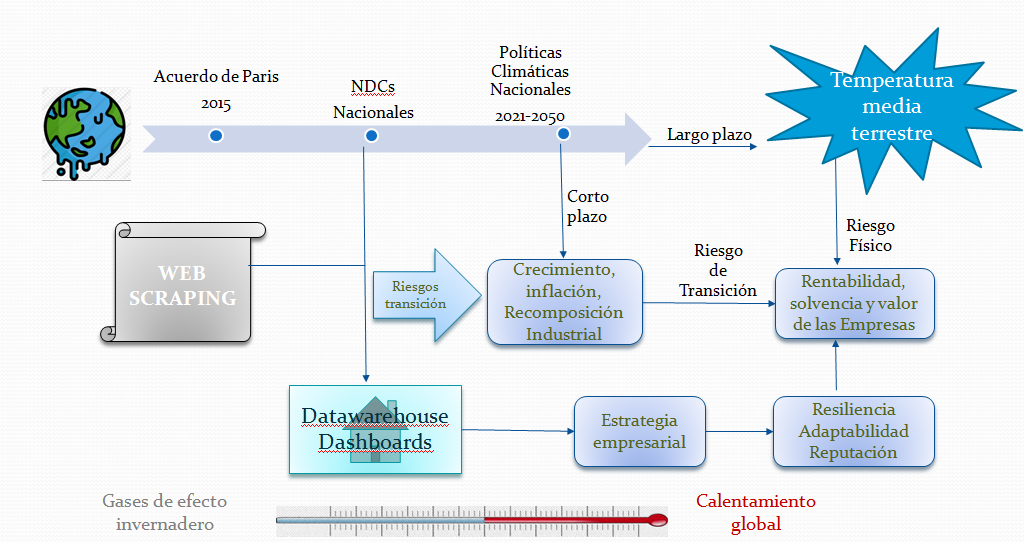 Acuerdo de Paris
2015
NDCs
Nacionales
Políticas
Climáticas
Nacionales
2021-2050
Largo plazo
Temperatura
media
terrestre
Corto
plazo
Riesgo
Físico
WEB
SCRAPING
Riesgos
transición
Crecimiento,
inflación,
Recomposición
Industrial
Riesgo
de
Transición
Rentabilidad,
solvencia y valor
de las Empresas
Datawarehouse
Dashboards
Estrategia
empresarial
Resiliencia
Adaptabilidad
Reputación
Gases de efecto
invernadero
Calentamiento
global